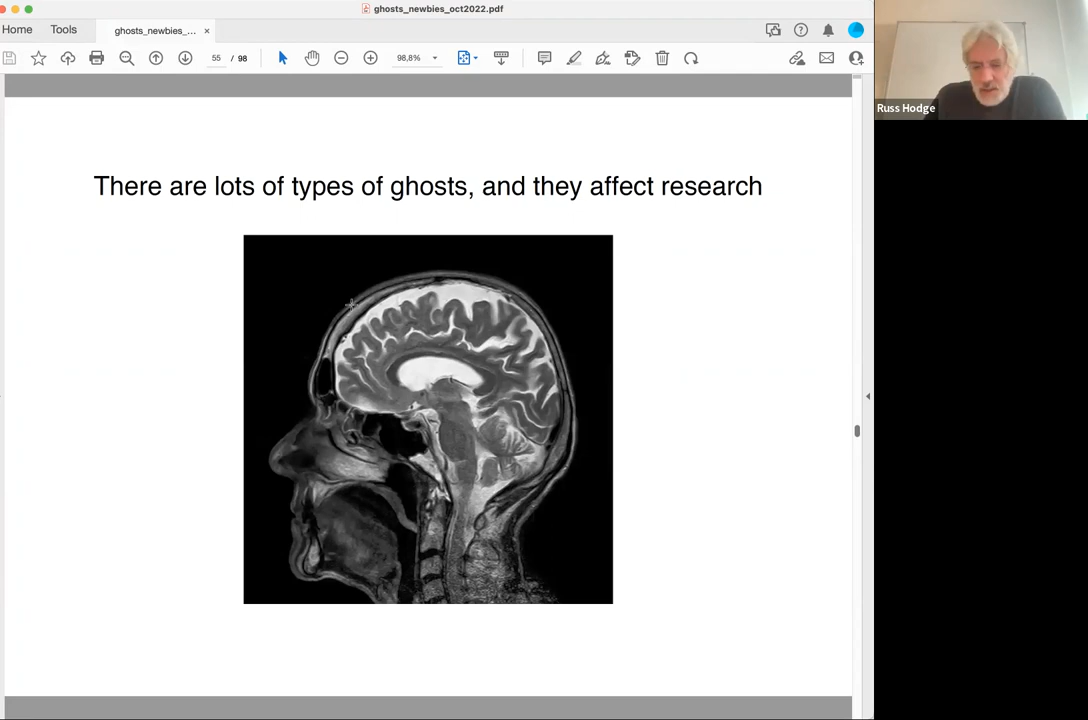 ghosts_newbies_oct2022.pdf
Home Tools ghosts_newbies_... ×
55 / 98 98,8%
Russ Hodge
There are lots of types of ghosts, and they affect research